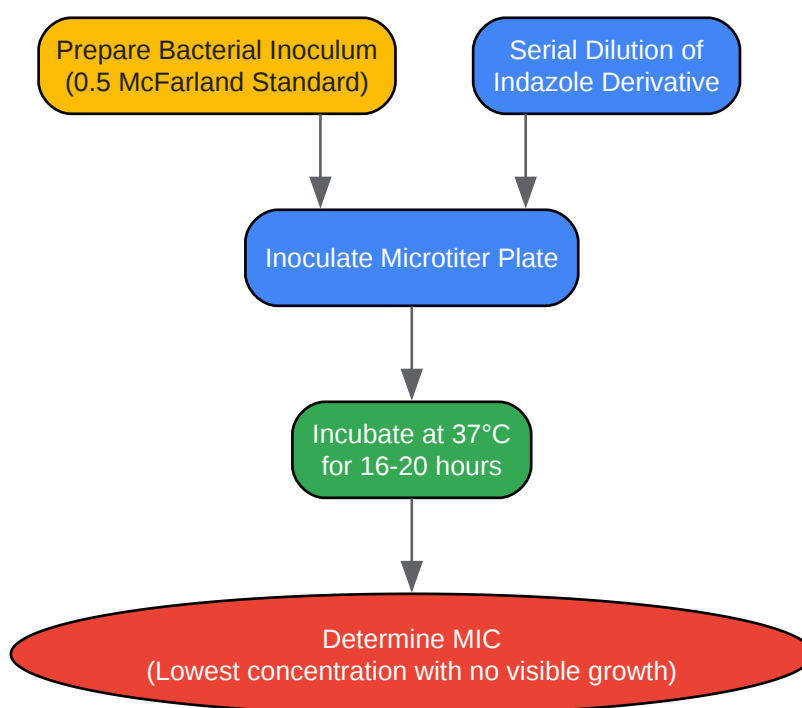 Prepare Bacterial Inoculum
(0.5 McFarland Standard)
Serial Dilution of
Indazole Derivative
Inoculate Microtiter Plate
Incubate at 37°C
for 16-20 hours
Determine MIC
(Lowest concentration with no visible growth)